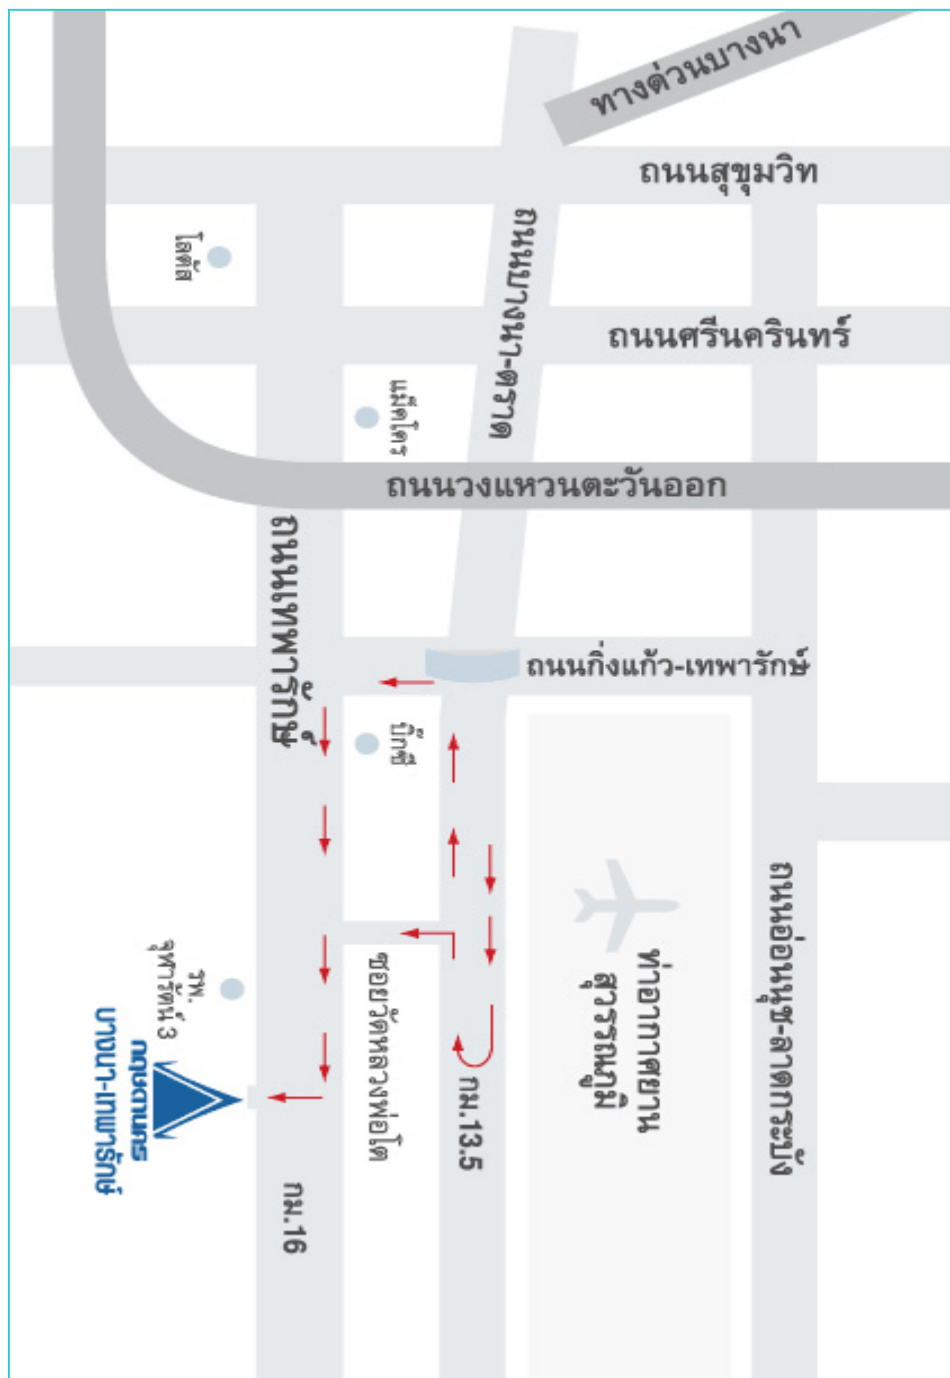 ทางด่วนบางนา
ถนนสุขุมวิท
โลตัส
ถนนบางนา-ตราด
ถนนศรีนครินทร์
แม็คโคร
ถนนวงแหวนตะวันออก
ถนนเทพารักษ์
ถนนกิ่งแก้ว-เทพารักษ์
บิ๊กซี
ถนนอ่อนนุช-ลาดกระบัง
ท่าอากาศยาน
สุวรรณภูมิ
ซอยวัดหลวงพ่อโต
รพ.
จุฬารัตน์ 3
กฤษดานคร
บางนา-เทพารักษ์
กม.13.5
กม.16